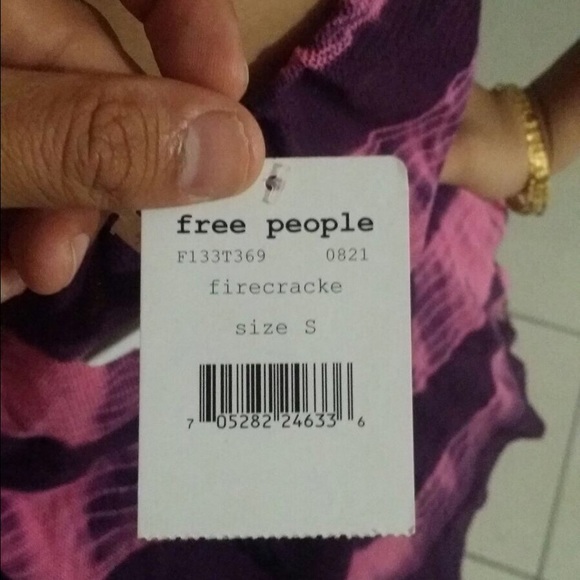 free people
F133T369 0821
firecracke
size S
7 05282 24633 6